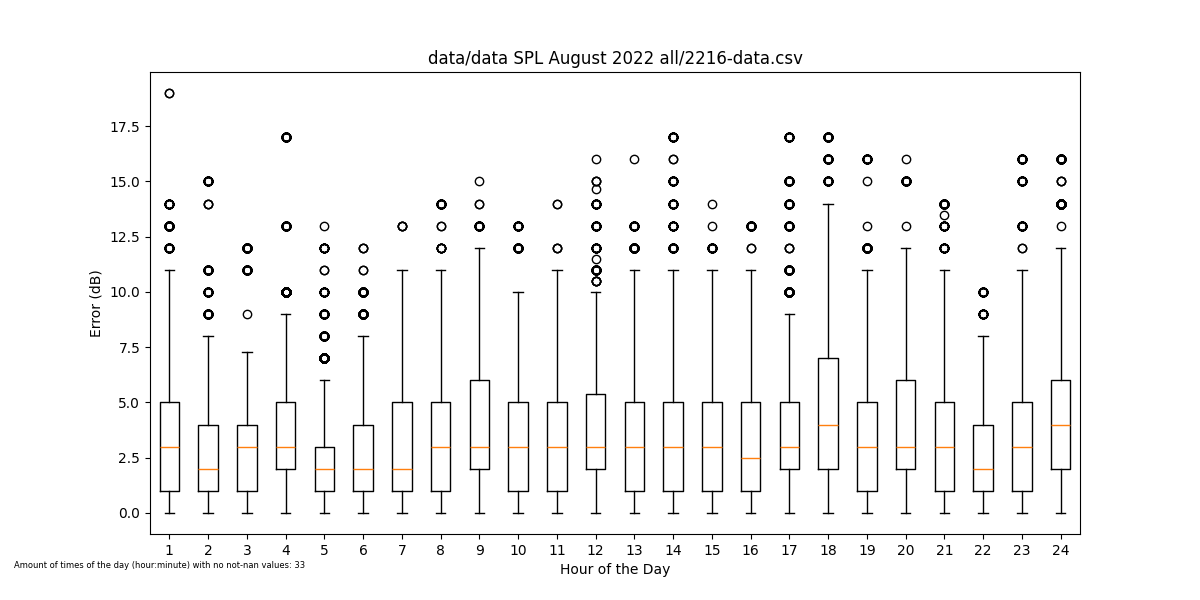 data/data SPL August 2022 all/2216-data.csv
17.5
15.0
12.5
10.0
7.5
5.0
2.5
0.0
Error (dB)
1 2 3 4 5 6 7 8 9 10 11 12 13 14 15 16 17 18 19 20 21 22 23 24
Hour of the Day
Amount of times of the day (hour:minute) with no not-nan values: 33